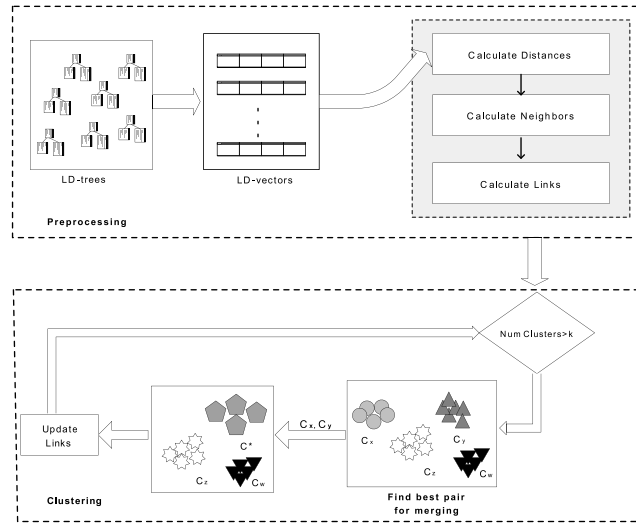 Calculate Distances
Calculate Neighbors
Calculate Links
LD-trees
LD-vectors
Preprocessing
Num Clusters>k
Update
Links
C*
Cz
Cw
Cx, Cy
Cx
Cy
Cz
Cw
Clustering
Find best pair
for merging